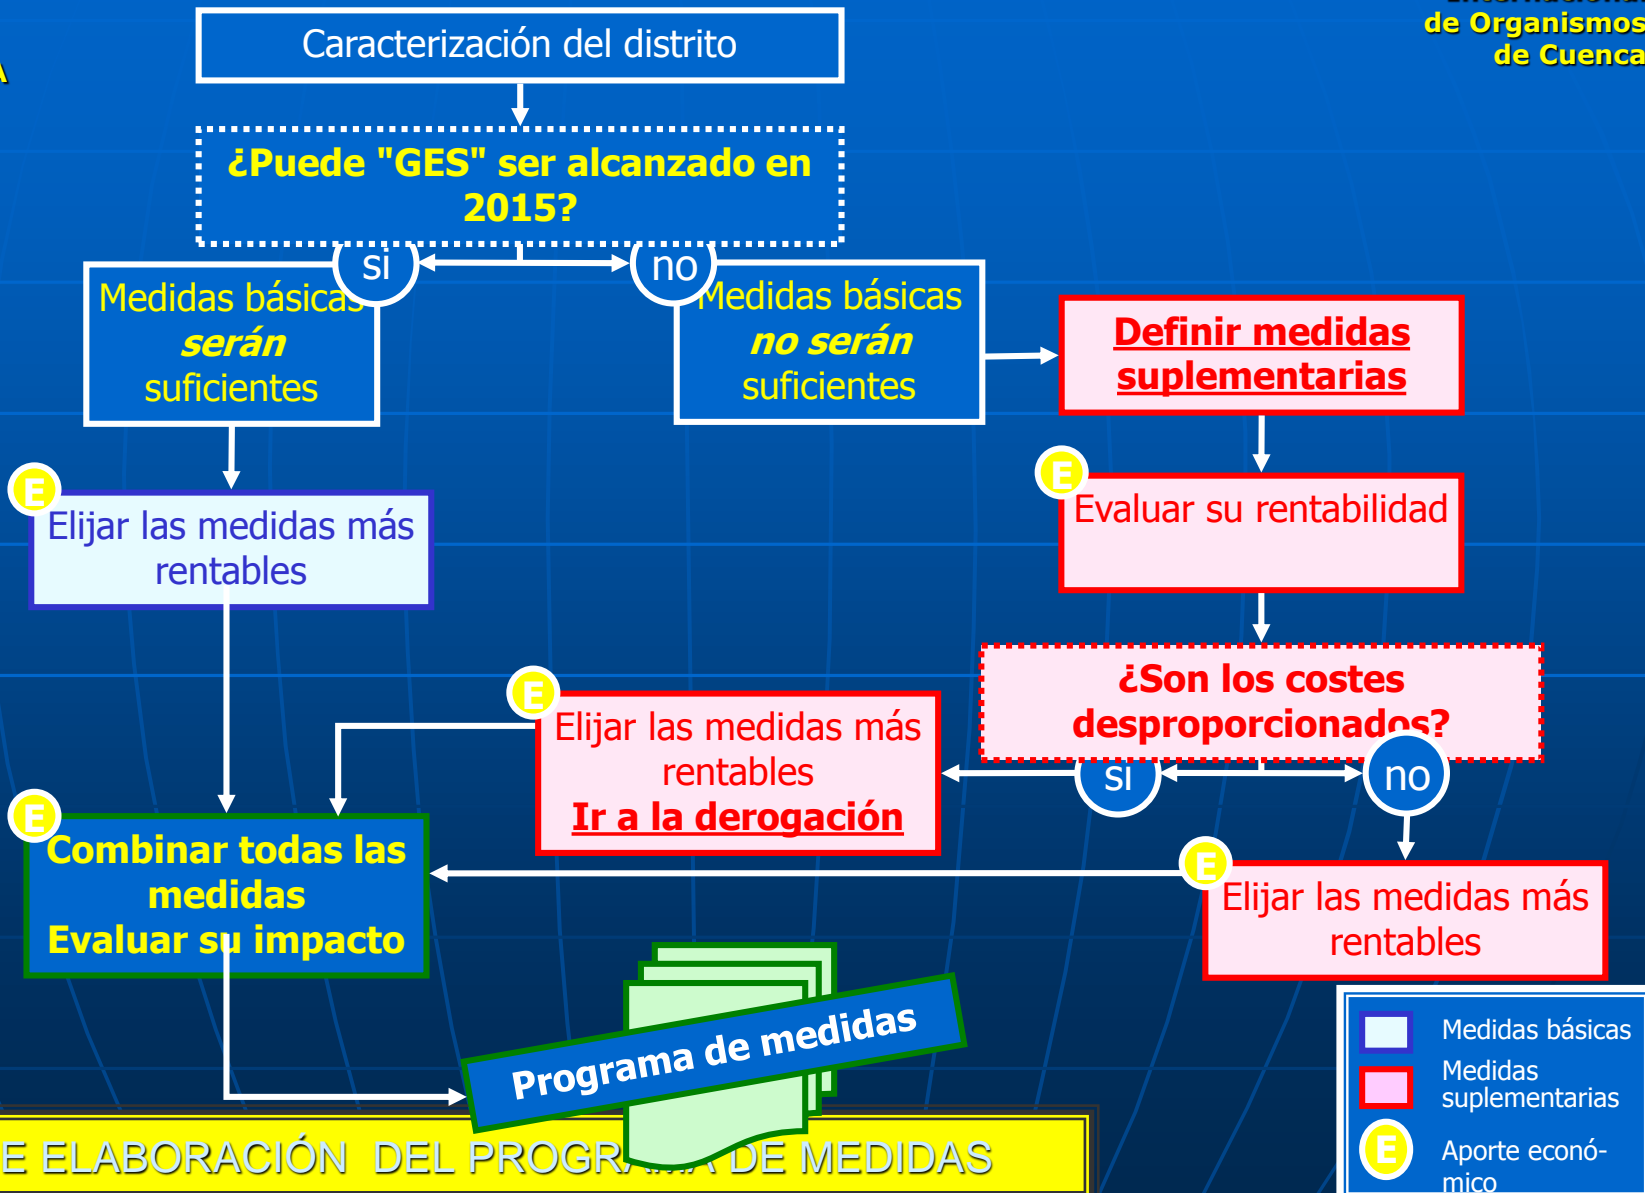 Internacional
de Organismos
de Cuenca
A
Caracterización del distrito
¿Puede "GES" ser alcanzado en
2015?
si
no
Medidas básicas
serán
suficientes
Medidas básicas
no serán
suficientes
Definir medidas
suplementarias
E
Elijar las medidas más
rentables
E
Evaluar su rentabilidad
¿Son los costes
desproporcionados?
si
no
E
Elijar las medidas más
rentables
Ir a la derogación
E
Combinar todas las
medidas
Evaluar su impacto
E
Elijar las medidas más
rentables
Programa de medidas
E ELABORACIÓN DEL PROGRAMA DE MEDIDAS
Medidas básicas
Medidas
suplementarias
E
Aporte econó-
mico